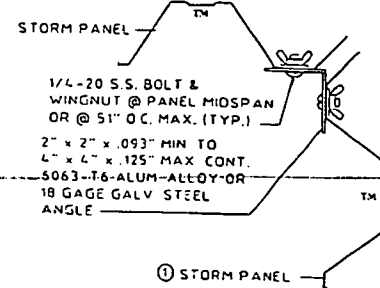 TM
STORM PANEL
1/4-20 S.S. BOLT &
WINGNUT @ PANEL MIDSPAN
OR @ 51" O.C. MAX. (TYP.)
2" x 2" x .093" MIN TO
4" x 4" x .125" MAX CONT.
6063-T6-ALUM-ALLOY-OR
18 GAGE GALV STEEL
ANGLE
TM
1 STORM PANEL